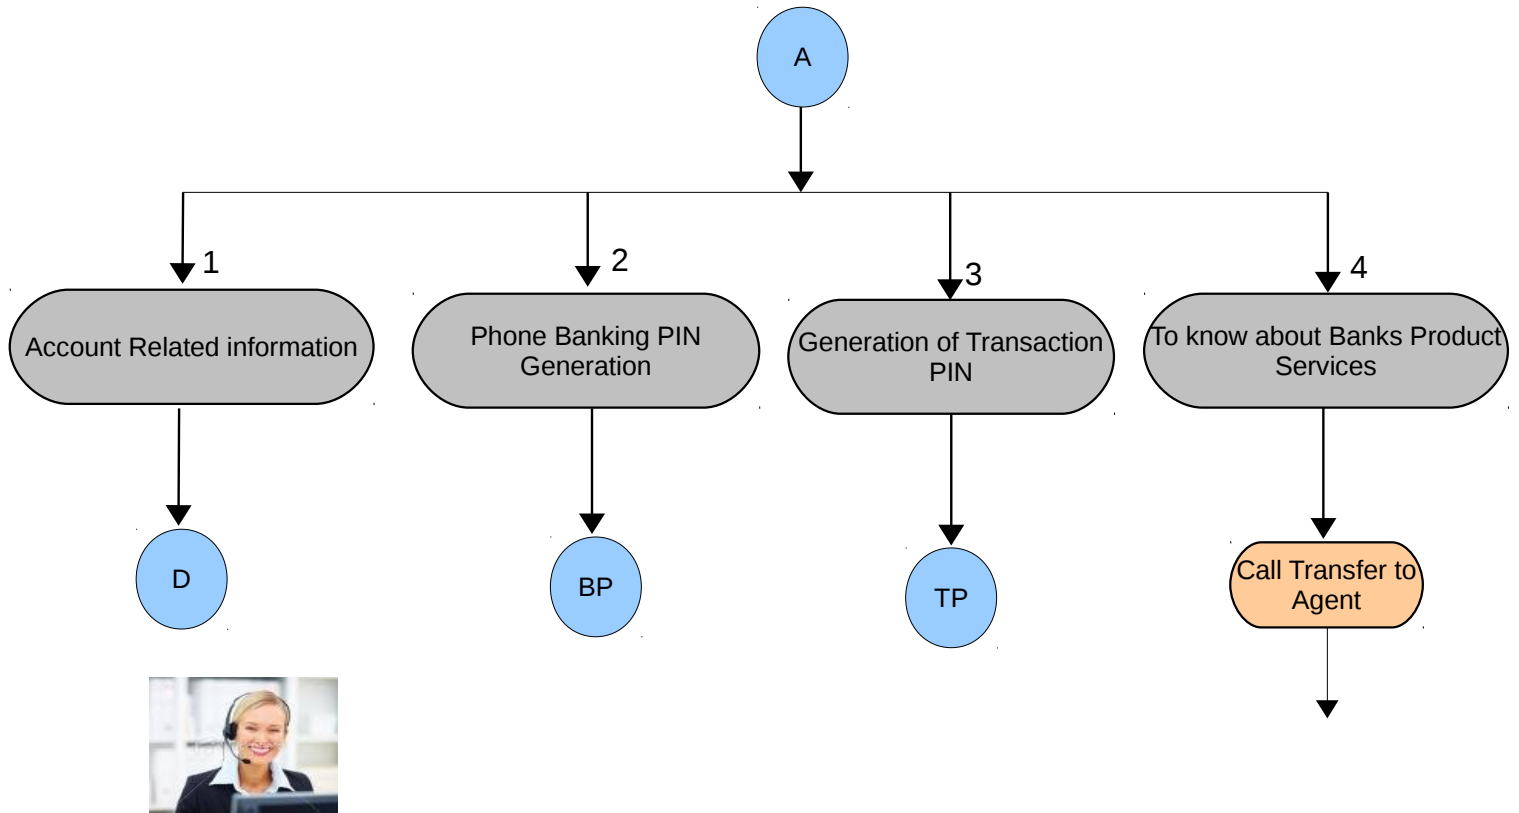 A
1
2
3
4
Account Related information
Phone Banking PIN
Generation
Generation of Transaction
PIN
To know about Banks Product
Services
D
BP
TP
Call Transfer to
Agent